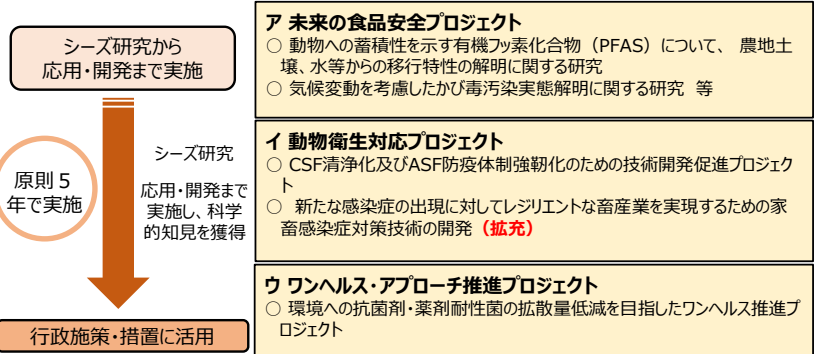 シーズ研究から
応用・開発まで実施
原則５
年で実施
シーズ研究
応用・開発まで
実施し、科学
的知見を獲得
行政施策・措置に活用
ア 未来の食品安全プロジェクト
○ 動物への蓄積性を示す有機フッ素化合物（PFAS）について、 農地土
壌、水等からの移行特性の解明に関する研究
○ 気候変動を考慮したかび毒汚染実態解明に関する研究 等
イ 動物衛生対応プロジェクト
○ CSF清浄化及びASF防疫体制強靭化のための技術開発促進プロジェク
ト
○ 新たな感染症の出現に対してレジリエントな畜産業を実現するための家
畜感染症対策技術の開発（拡充）
ウ ワンヘルス・アプローチ推進プロジェクト
○ 環境への抗菌剤・薬剤耐性菌の拡散量低減を目指したワンヘルス推進プ
ロジェクト